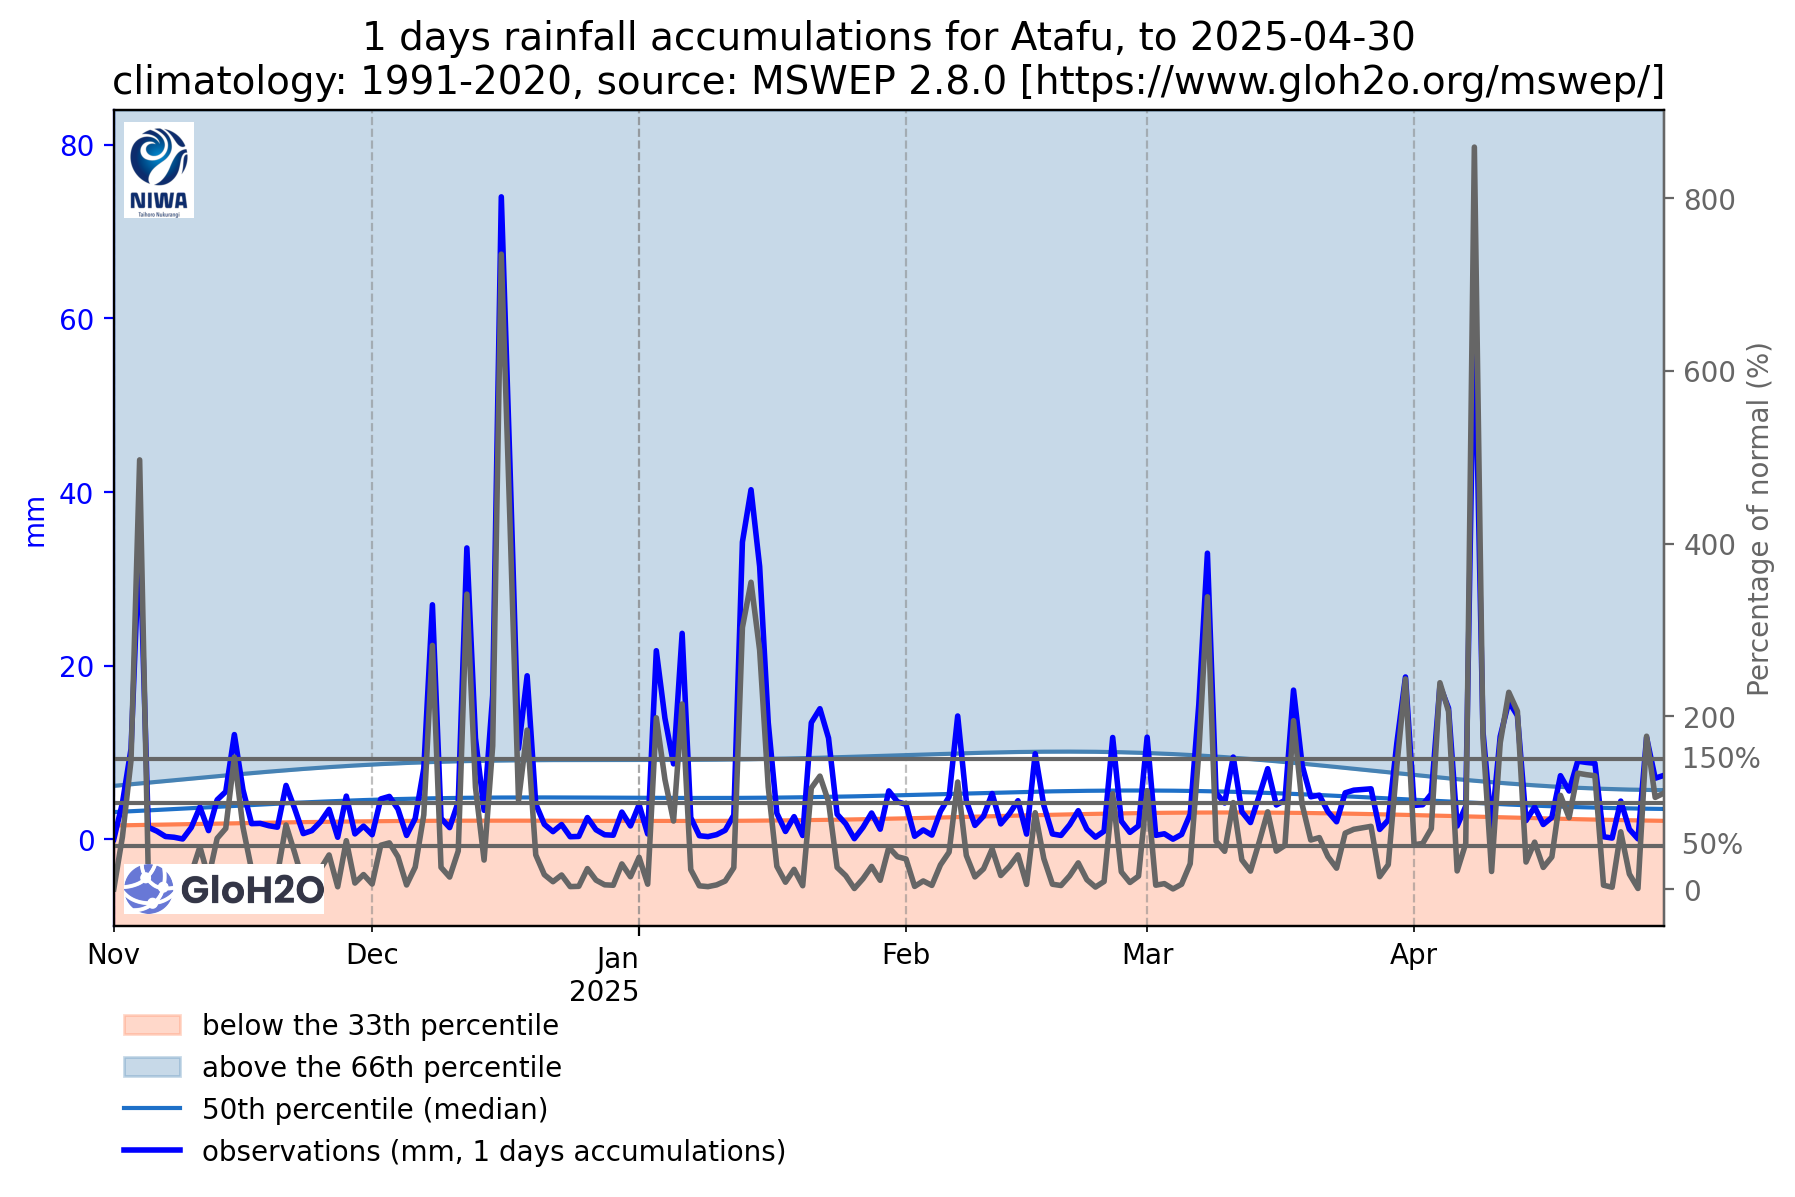 1 days rainfall accumulations for Atafu, to 2025-04-30
climatology: 1991-2020, source: MSWEP 2.8.0 [https://www.gloh2o.org/mswep/]
80
60
40
20
0
mm
NIWA
Taihoro Nukurangi
GloH2O
800
600
400
200
150%
50%
0
Percentage of normal (%)
Nov
Dec
Jan
2025
Feb
Mar
Apr
below the 33th percentile
above the 66th percentile
50th percentile (median)
observations (mm, 1 days accumulations)